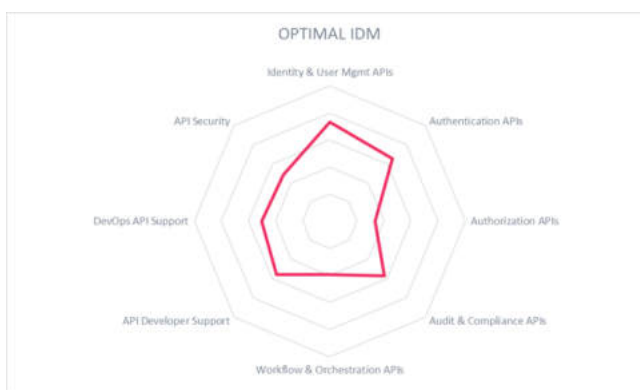 OPTIMAL IDM
Identity & User Mgmt APIs
API Security
Authentication APIs
DevOps API Support
Authorization APIs
API Developer Support
Audit & Compliance APIs
Workflow & Orchestration APIs